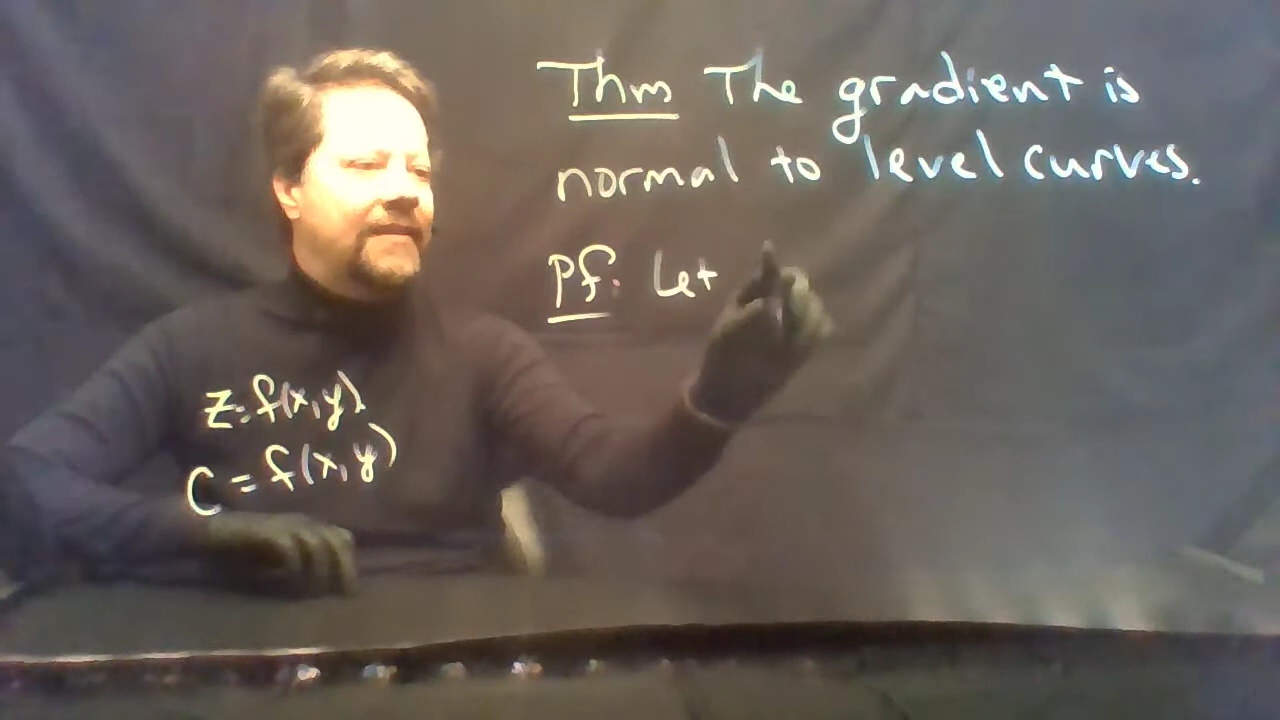 Thm The gradient is
normal to level curves.
Pf: Let
Z=f(x,y)
C=f(x,y)